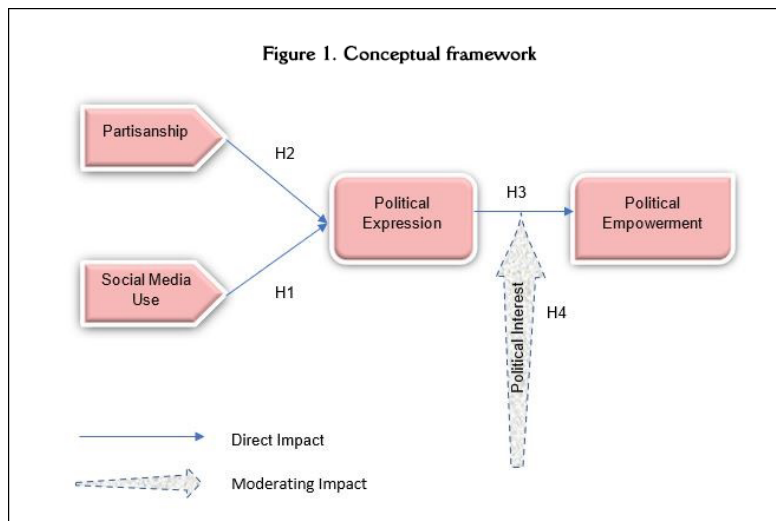 Figure 1. Conceptual framework
Partisanship
H2
Political
Expression
H3
Political
Empowerment
Social Media
Use
H1
Political Interest
H4
Direct Impact
Moderating Impact